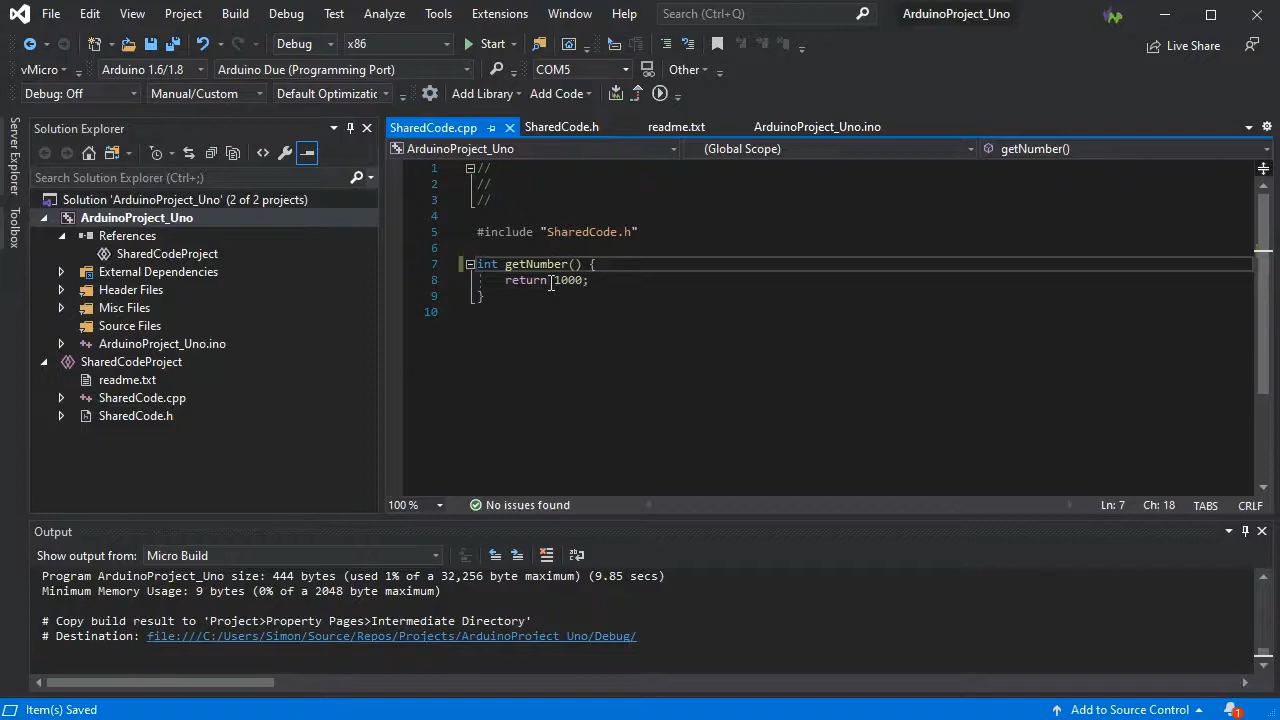 File Edit View Project Build Debug Test Analyze Tools Extensions Window Help Search (Ctrl+Q) ArduinoProject_Uno
Debug x86 Start Live Share
vMicro Arduino 1.6/1.8 Arduino Due (Programming Port) COM5 Other
Debug: Off Manual/Custom Default Optimizatic Add Library Add Code
Server Explorer
Toolbox
Solution Explorer
Search Solution Explorer (Ctrl+;)
Solution 'ArduinoProject_Uno' (2 of 2 projects)
ArduinoProject_Uno
References
SharedCodeProject
External Dependencies
Header Files
Misc Files
Source Files
ArduinoProject_Uno.ino
SharedCodeProject
readme.txt
SharedCode.cpp
SharedCode.h
SharedCode.cpp SharedCode.h readme.txt ArduinoProject_Uno.ino
ArduinoProject_Uno (Global Scope) getNumber()
1 //
2 //
3 //
4
5 #include "SharedCode.h"
6
7 int getNumber() {
8 return 1000;
9 }
10
100 % No issues found Ln: 7 Ch: 18 TABS CRLF
Output
Show output from: Micro Build
Program ArduinoProject_Uno size: 444 bytes (used 1% of a 32,256 byte maximum) (9.85 secs)
Minimum Memory Usage: 9 bytes (0% of a 2048 byte maximum)
# Copy build result to 'Project>Property Pages>Intermediate Directory'
# Destination: file:///C:/Users/Simon/Source/Repos/Projects/ArduinoProject_Uno/Debug/
Item(s) Saved Add to Source Control 1